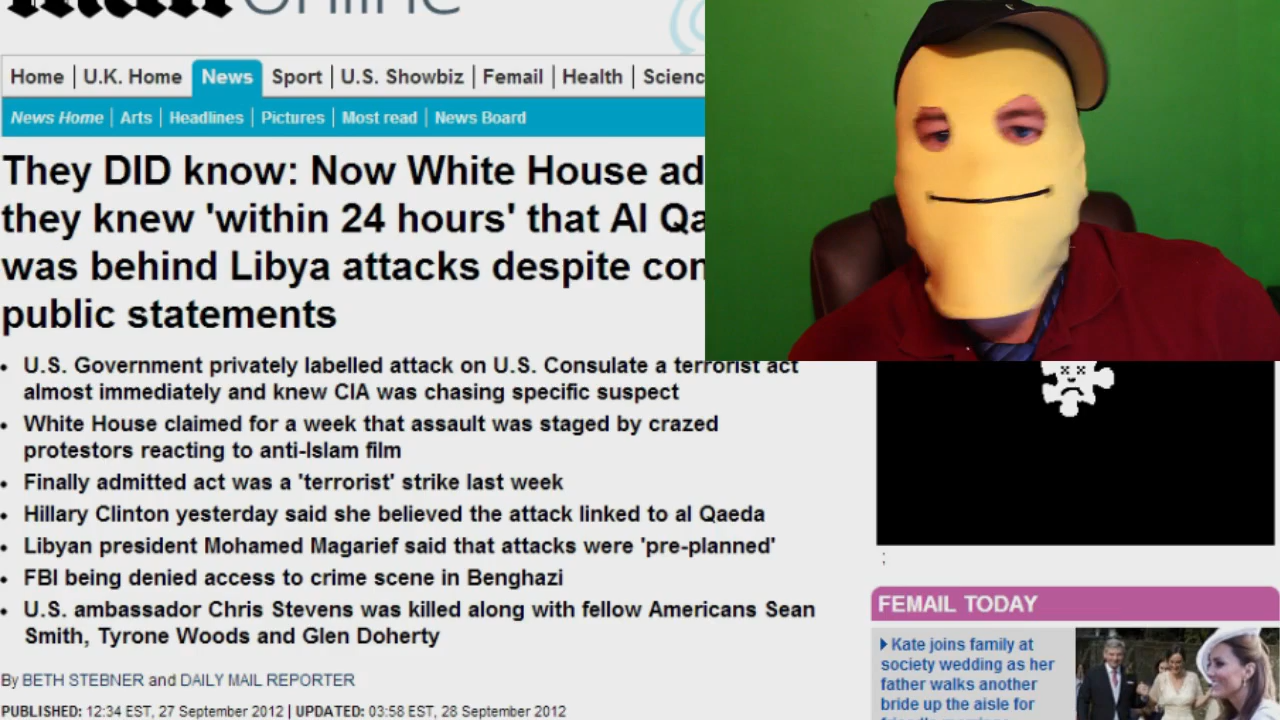 Mail Online
Home | U.K. Home | News | Sport | U.S. Showbiz | Femail | Health | Scienc
News Home | Arts | Headlines | Pictures | Most read | News Board
They DID know: Now White House ad
they knew 'within 24 hours' that Al Qa
was behind Libya attacks despite con
public statements
• U.S. Government privately labelled attack on U.S. Consulate a terrorist act
almost immediately and knew CIA was chasing specific suspect
• White House claimed for a week that assault was staged by crazed
protestors reacting to anti-Islam film
• Finally admitted act was a 'terrorist' strike last week
• Hillary Clinton yesterday said she believed the attack linked to al Qaeda
• Libyan president Mohamed Magarief said that attacks were 'pre-planned'
• FBI being denied access to crime scene in Benghazi
• U.S. ambassador Chris Stevens was killed along with fellow Americans Sean
Smith, Tyrone Woods and Glen Doherty
By BETH STEBNER and DAILY MAIL REPORTER
PUBLISHED: 12:34 EST, 27 September 2012 | UPDATED: 03:58 EST, 28 September 2012
;
FEMAIL TODAY
Kate joins family at
society wedding as her
father walks another
bride up the aisle for